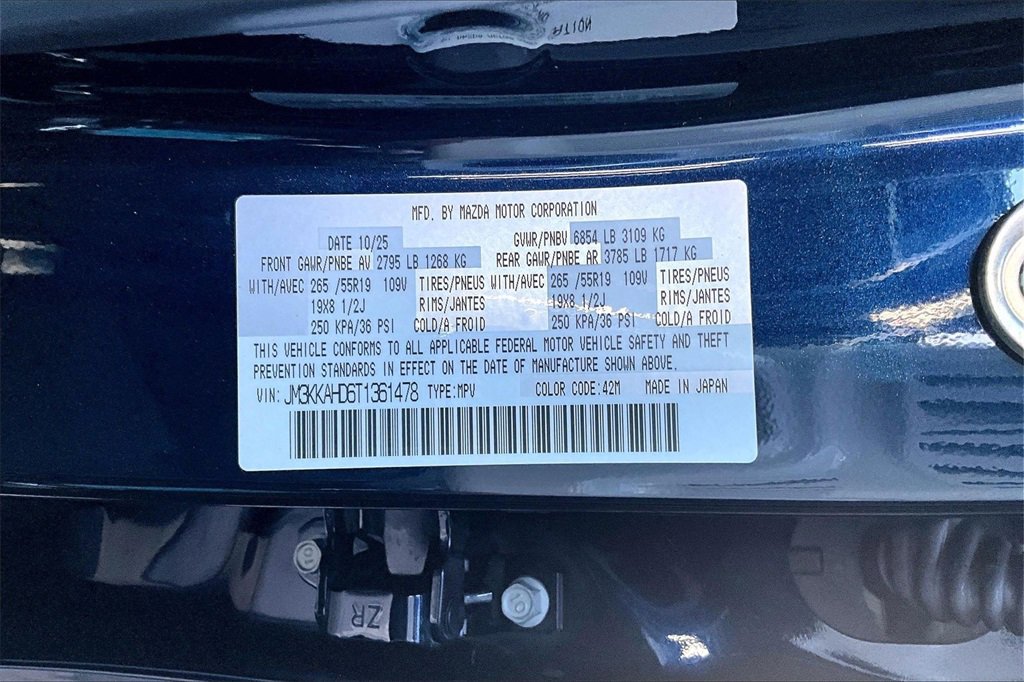 MFD. BY MAZDA MOTOR CORPORATION
DATE 10/25 GVWR/PNBV 6854 LB 3109 KG
FRONT GAWR/PNBE AV 2795 LB 1268 KG REAR GAWR/PNBE AR 3785 LB 1717 KG
WITH/AVEC 265 /55R19 109V TIRES/PNEUS WITH/AVEC 265 /55R19 109V TIRES/PNEUS
19X8 1/2J RIMS/JANTES 19X8 1/2J RIMS/JANTES
250 KPA/36 PSI COLD/A FROID 250 KPA/36 PSI COLD/A FROID
THIS VEHICLE CONFORMS TO ALL APPLICABLE FEDERAL MOTOR VEHICLE SAFETY AND THEFT
PREVENTION STANDARDS IN EFFECT ON THE DATE OF MANUFACTURE SHOWN ABOVE.
VIN: JM3KKAHD6T1361478 TYPE:MPV COLOR CODE:42M MADE IN JAPAN
10
ZR
10